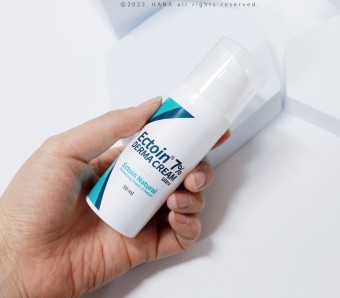 ©2023. HANA all rights reserved.
Ectoin® 7%
DERMA CREAM
Ectoin Natural
50 ml